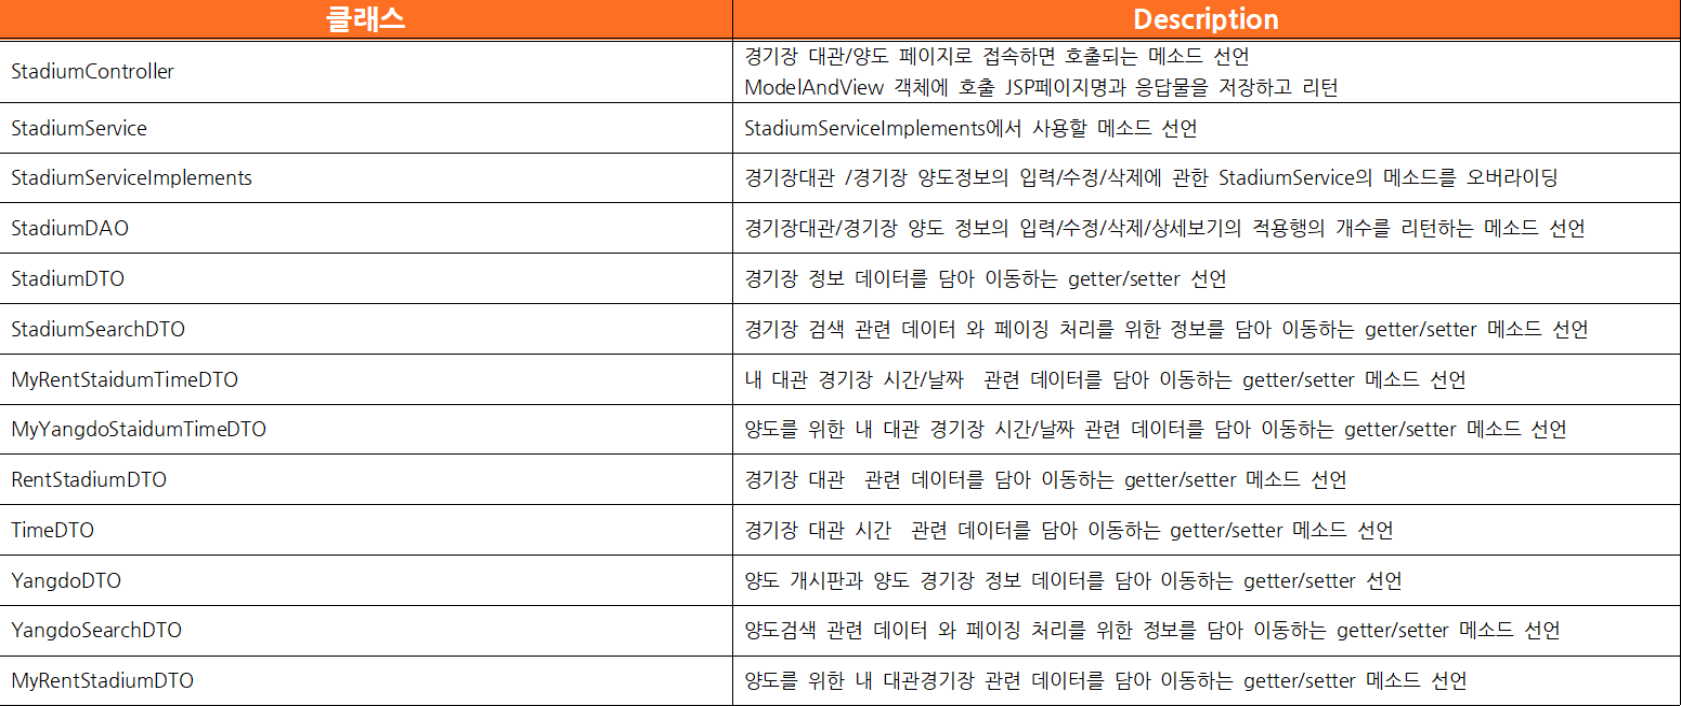 클래스 Description
StadiumController
경기장 대관/양도 페이지로 접속하면 호출되는 메소드 선언
ModelAndView 객체에 호출 JSP페이지명과 응답물을 저장하고 리턴
StadiumService
StadiumServiceImplements에서 사용할 메소드 선언
StadiumServiceImplements
경기장대관 /경기장 양도정보의 입력/수정/삭제에 관한 StadiumService의 메소드를 오버라이딩
StadiumDAO
경기장대관/경기장 양도 정보의 입력/수정/삭제/상세보기의 적용행의 개수를 리턴하는 메소드 선언
StadiumDTO
경기장 정보 데이터를 담아 이동하는 getter/setter 선언
StadiumSearchDTO
경기장 검색 관련 데이터 와 페이징 처리를 위한 정보를 담아 이동하는 getter/setter 메소드 선언
MyRentStaidumTimeDTO
내 대관 경기장 시간/날짜 관련 데이터를 담아 이동하는 getter/setter 메소드 선언
MyYangdoStaidumTimeDTO
양도를 위한 내 대관 경기장 시간/날짜 관련 데이터를 담아 이동하는 getter/setter 메소드 선언
RentStadiumDTO
경기장 대관 관련 데이터를 담아 이동하는 getter/setter 메소드 선언
TimeDTO
경기장 대관 시간 관련 데이터를 담아 이동하는 getter/setter 메소드 선언
YangdoDTO
양도 개시판과 양도 경기장 정보 데이터를 담아 이동하는 getter/setter 선언
YangdoSearchDTO
양도검색 관련 데이터 와 페이징 처리를 위한 정보를 담아 이동하는 getter/setter 메소드 선언
MyRentStadiumDTO
양도를 위한 내 대관경기장 관련 데이터를 담아 이동하는 getter/setter 메소드 선언